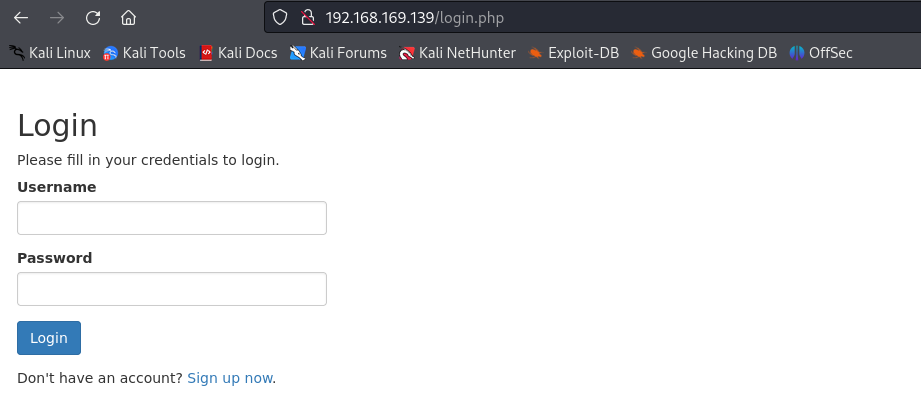 192.168.169.139/login.php
Kali Linux Kali Tools Kali Docs Kali Forums Kali NetHunter Exploit-DB Google Hacking DB OffSec
Login
Please fill in your credentials to login.
Username
Password
Login
Don't have an account? Sign up now.